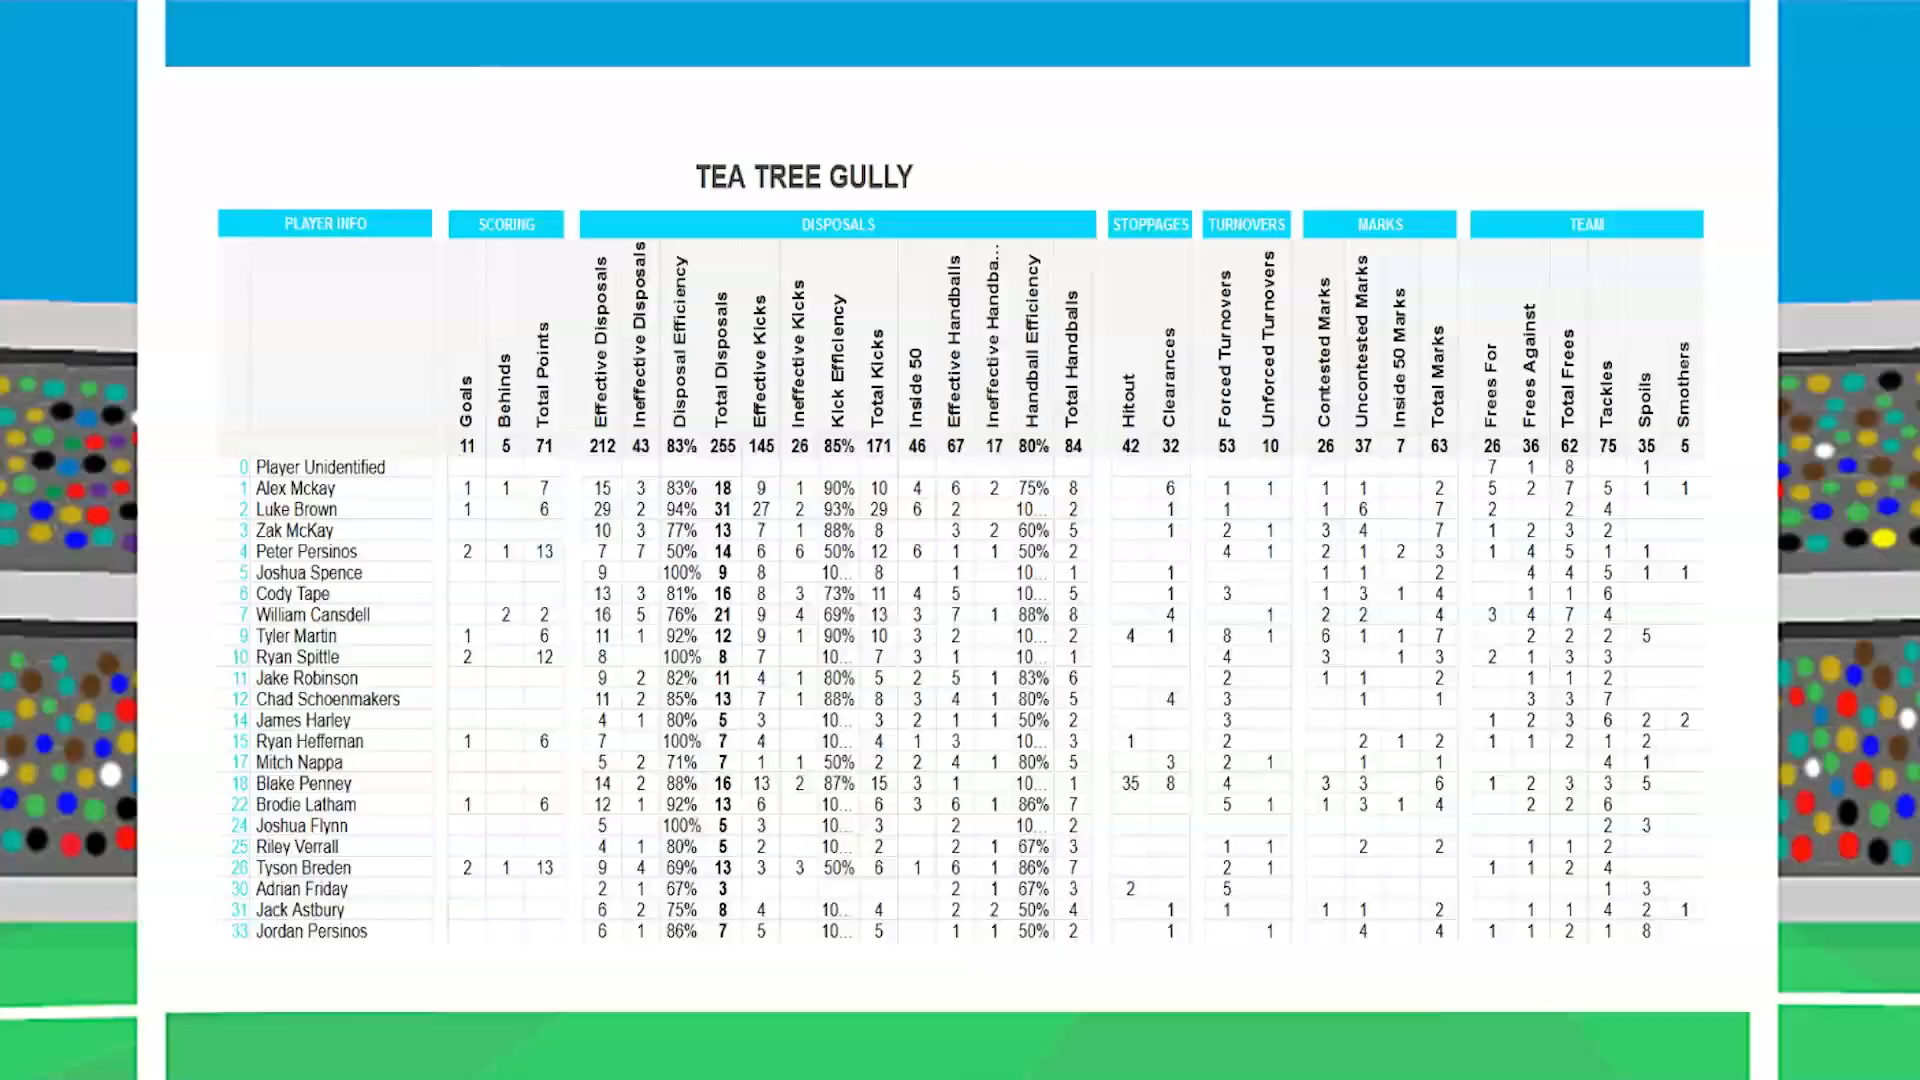 TEA TREE GULLY
PLAYER INFO SCORING DISPOSALS STOPPAGES TURNOVERS MARKS TEAM
Goals Behinds Total Points Effective Disposals Ineffective Disposals Disposal Efficiency Total Disposals Effective Kicks Ineffective Kicks Kick Efficiency Total Kicks Inside 50 Effective Handballs Ineffective Handba... Handball Efficiency Total Handballs Hitout Clearances Forced Turnovers Unforced Turnovers Contested Marks Uncontested Marks Inside 50 Marks Total Marks Frees For Frees Against Total Frees Tackles Spoils Smothers
11 5 71 212 43 83% 255 145 26 85% 171 46 67 17 80% 84 42 32 53 10 26 37 7 63 26 36 62 75 35 5
0 Player Unidentified 7 1 8 1
1 Alex Mckay 1 1 7 15 3 83% 18 9 1 90% 10 4 6 2 75% 8 6 1 1 1 1 2 5 2 7 5 1 1
2 Luke Brown 1 6 29 2 94% 31 27 2 93% 29 6 2 10... 2 1 1 1 6 7 2 2 4
3 Zak McKay 10 3 77% 13 7 1 88% 8 3 2 60% 5 1 2 1 3 4 7 1 2 3 2
4 Peter Persinos 2 1 13 7 7 50% 14 6 6 50% 12 6 1 1 50% 2 4 1 2 1 2 3 1 4 5 1 1
5 Joshua Spence 9 100% 9 8 10... 8 1 10... 1 1 1 1 2 4 4 5 1 1
6 Cody Tape 13 3 81% 16 8 3 73% 11 4 5 10... 5 1 3 1 3 1 4 1 1 6
7 William Cansdell 2 2 16 5 76% 21 9 4 69% 13 3 7 1 88% 8 4 1 2 2 4 3 4 7 4
9 Tyler Martin 1 6 11 1 92% 12 9 1 90% 10 3 2 10... 2 4 1 8 1 6 1 1 7 2 2 2 5
10 Ryan Spittle 2 12 8 100% 8 7 10... 7 3 1 10... 1 4 3 1 3 2 1 3 3
11 Jake Robinson 9 2 82% 11 4 1 80% 5 2 5 1 83% 6 2 1 1 2 1 1 2
12 Chad Schoenmakers 11 2 85% 13 7 1 88% 8 3 4 1 80% 5 4 3 1 1 3 3 7
14 James Harley 4 1 80% 5 3 10... 3 2 1 1 50% 2 3 1 2 3 6 2 2
15 Ryan Heffernan 1 6 7 100% 7 4 10... 4 1 3 10... 3 1 2 2 1 2 1 1 2 1 2
17 Mitch Nappa 5 2 71% 7 1 1 50% 2 2 4 1 80% 5 3 2 1 1 1 4 1
18 Blake Penney 14 2 88% 16 13 2 87% 15 3 1 10... 1 35 8 4 3 3 6 1 2 3 3 5
22 Brodie Latham 1 6 12 1 92% 13 6 10... 6 3 6 1 86% 7 5 1 1 3 1 4 2 2 6
24 Joshua Flynn 5 100% 5 3 10... 3 2 10... 2 2 3
25 Riley Verrall 4 1 80% 5 2 10... 2 2 1 67% 3 1 1 2 2 1 1 2
26 Tyson Breden 2 1 13 9 4 69% 13 3 3 50% 6 1 6 1 86% 7 2 1 1 1 2 4
30 Adrian Friday 2 1 67% 3 2 1 67% 3 2 5 1 3
31 Jack Astbury 6 2 75% 8 4 10... 4 2 2 50% 4 1 1 1 1 2 1 1 4 2 1
33 Jordan Persinos 6 1 86% 7 5 10... 5 1 1 50% 2 1 1 4 4 1 1 2 1 8